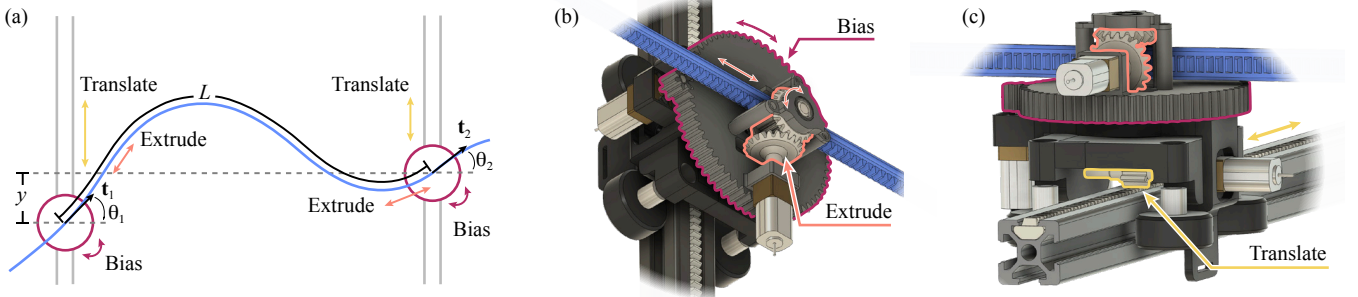 (a)
Translate
L
Translate
Extrude
t₂
θ₂
y
t₁
θ₁
Extrude
Bias
Bias
(b)
Bias
Extrude
(c)
Translate